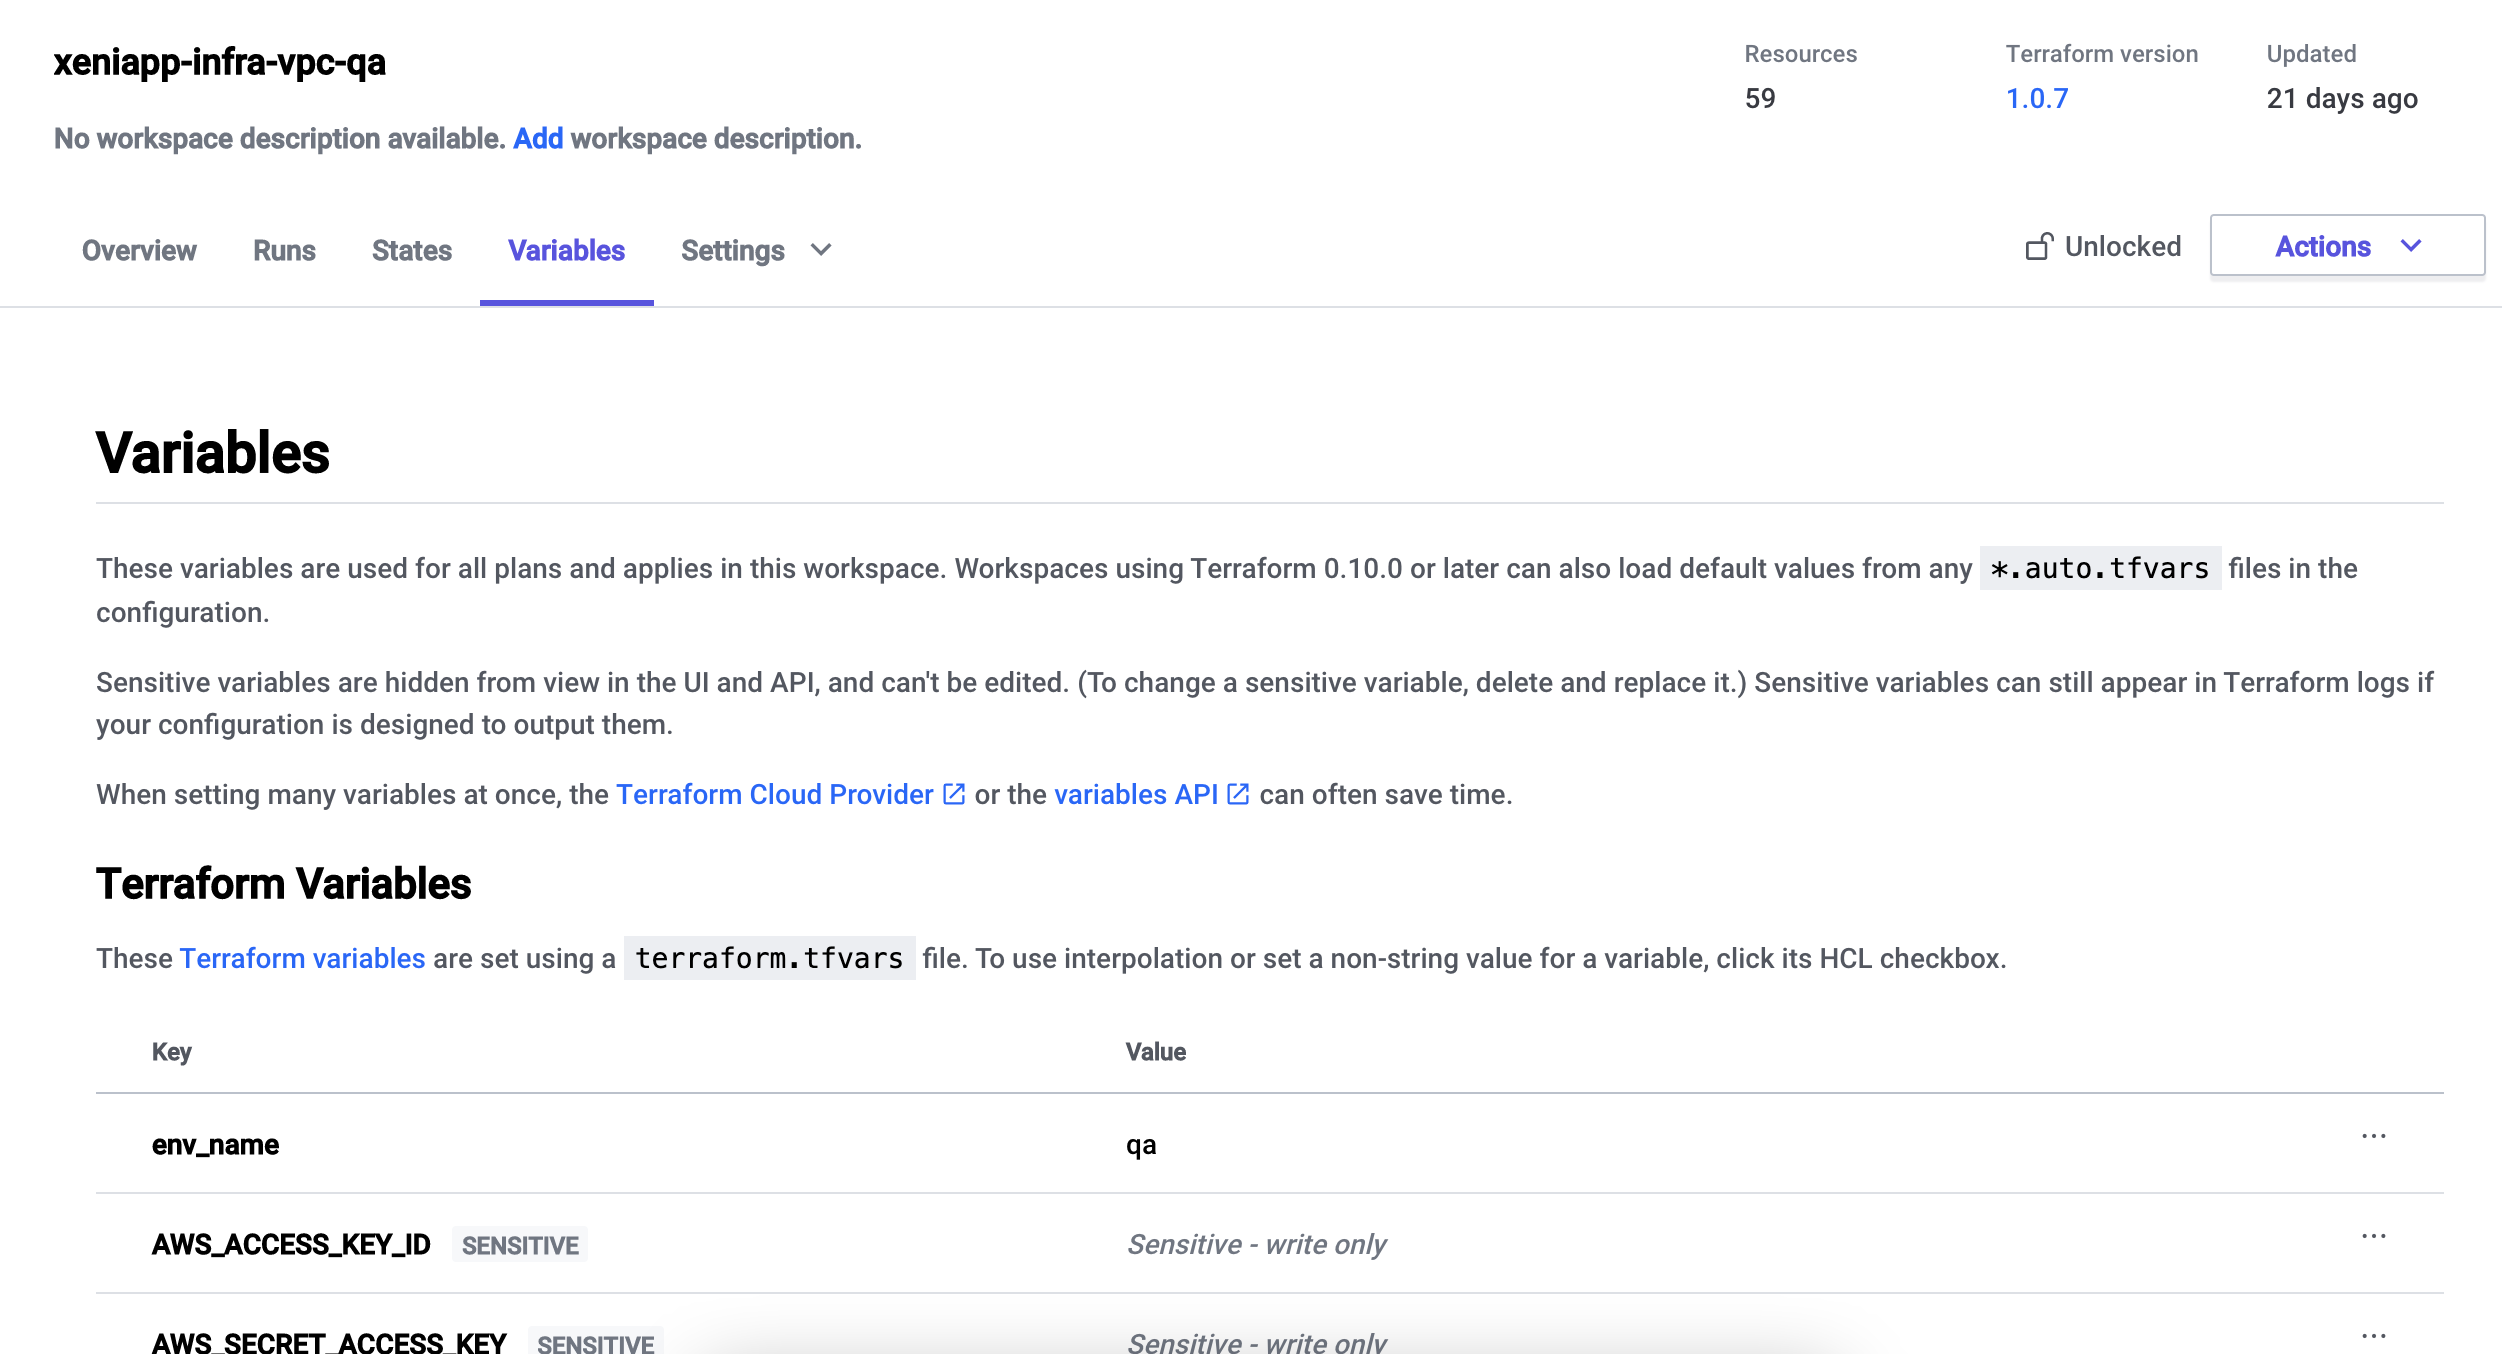 xeniapp-infra-vpc-qa
Resources
59
Terraform version
1.0.7
Updated
21 days ago
No workspace description available. Add workspace description.
Overview Runs States Variables Settings
Unlocked Actions
Variables
These variables are used for all plans and applies in this workspace. Workspaces using Terraform 0.10.0 or later can also load default values from any *.auto.tfvars files in the
configuration.
Sensitive variables are hidden from view in the UI and API, and can't be edited. (To change a sensitive variable, delete and replace it.) Sensitive variables can still appear in Terraform logs if
your configuration is designed to output them.
When setting many variables at once, the Terraform Cloud Provider or the variables API can often save time.
Terraform Variables
These Terraform variables are set using a terraform.tfvars file. To use interpolation or set a non-string value for a variable, click its HCL checkbox.
Key Value
env_name qa ...
AWS_ACCESS_KEY_ID SENSITIVE Sensitive - write only ...
AWS_SECRET_ACCESS_KEY SENSITIVE Sensitive - write only ...